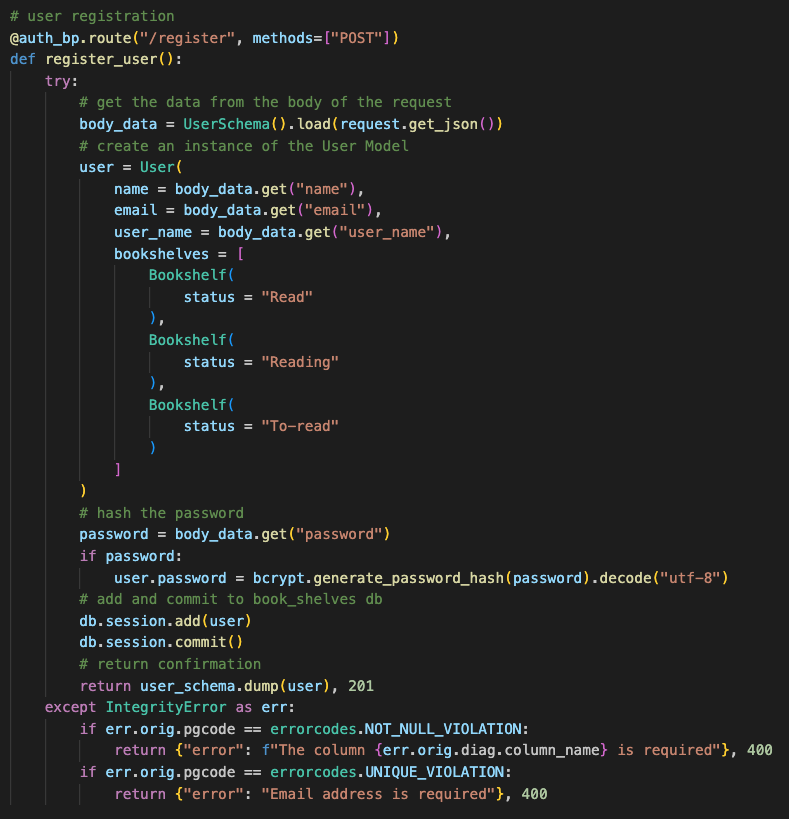 # user registration
@auth_bp.route("/register", methods=["POST"])
def register_user():
    try:
        # get the data from the body of the request
        body_data = UserSchema().load(request.get_json())
        # create an instance of the User Model
        user = User(
            name = body_data.get("name"),
            email = body_data.get("email"),
            user_name = body_data.get("user_name"),
            bookshelves = [
                Bookshelf(
                    status = "Read"
                ),
                Bookshelf(
                    status = "Reading"
                ),
                Bookshelf(
                    status = "To-read"
                )
            ]
        )
        # hash the password
        password = body_data.get("password")
        if password:
            user.password = bcrypt.generate_password_hash(password).decode("utf-8")
        # add and commit to book_shelves db
        db.session.add(user)
        db.session.commit()
        # return confirmation
        return user_schema.dump(user), 201
    except IntegrityError as err:
        if err.orig.pgcode == errorcodes.NOT_NULL_VIOLATION:
            return {"error": f"The column {err.orig.diag.column_name} is required"}, 400
        if err.orig.pgcode == errorcodes.UNIQUE_VIOLATION:
            return {"error": "Email address is required"}, 400